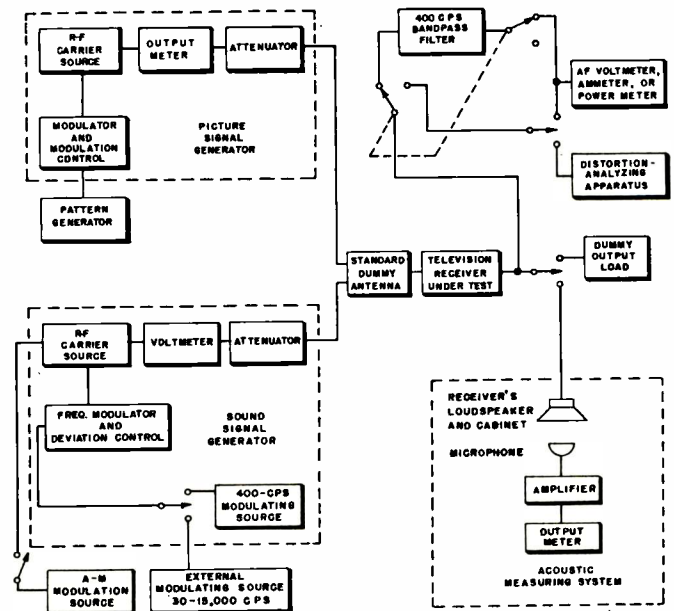 R-F
CARRIER
SOURCE
OUTPUT
METER
ATTENUATOR
MODULATOR
AND
MODULATION
CONTROL
PICTURE
SIGNAL
GENERATOR
PATTERN
GENERATOR
400 CPS
BANDPASS
FILTER
AF VOLTMETER,
AMMETER, OR
POWER METER
DISTORTION-
ANALYZING
APPARATUS
STANDARD
DUMMY
ANTENNA
TELEVISION
RECEIVER
UNDER TEST
DUMMY
OUTPUT
LOAD
R-F
CARRIER
SOURCE
VOLTMETER
ATTENUATOR
FREQ. MODULATOR
AND
DEVIATION CONTROL
SOUND
SIGNAL
GENERATOR
400-CPS
MODULATING
SOURCE
A-M
MODULATION
SOURCE
EXTERNAL
MODULATING SOURCE
30-15,000 CPS
RECEIVER'S
LOUDSPEAKER
AND CABINET
MICROPHONE
AMPLIFIER
OUTPUT
METER
ACOUSTIC
MEASURING SYSTEM